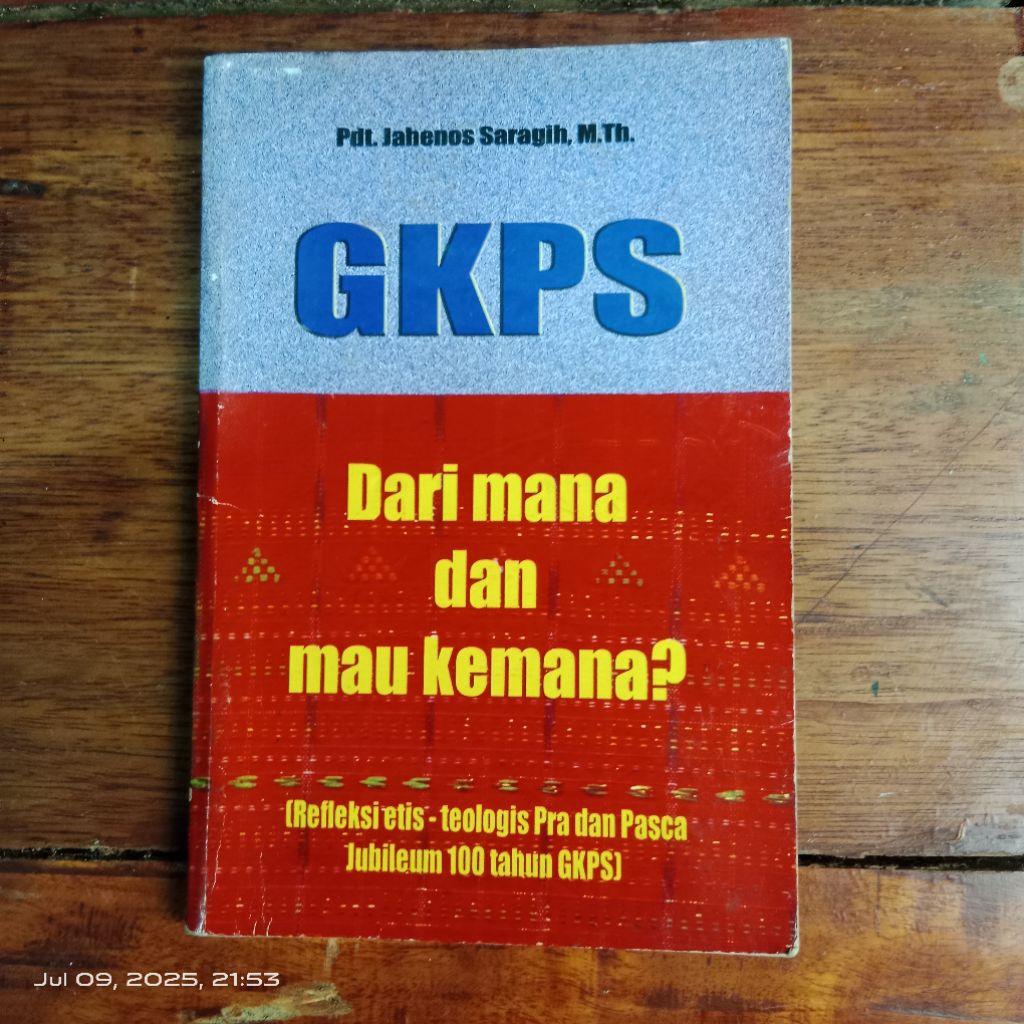 Pdt. Jahenos Saragih, M.Th.
GKPS
Dari mana
dan
mau kemana?
(Refleksi etis - teologis Pra dan Pasca
Jubileum 100 tahun GKPS)
Jul 09, 2025, 21:53